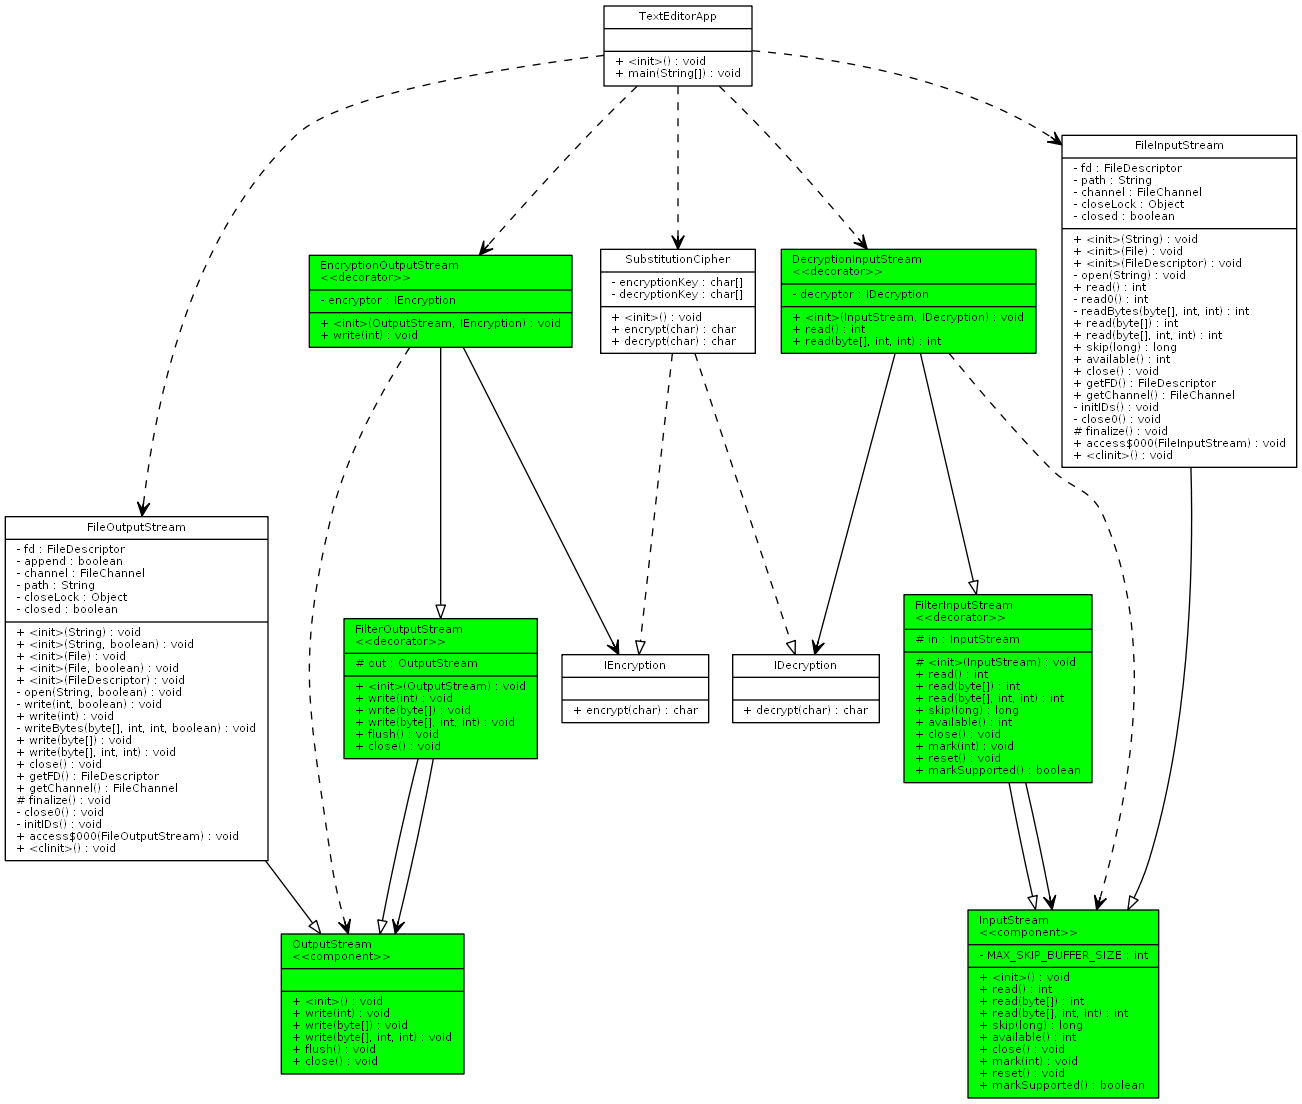 TextEditorApp
+ <init>() : void
+ main(String[]) : void
FileInputStream
- fd : FileDescriptor
- path : String
- channel : FileChannel
- closeLock : Object
- closed : boolean
+ <init>(String) : void
+ <init>(File) : void
+ <init>(FileDescriptor) : void
- open(String) : void
+ read() : int
- read0() : int
- readBytes(byte[], int, int) : int
+ read(byte[]) : int
+ read(byte[], int, int) : int
+ skip(long) : long
+ available() : int
+ close() : void
+ getFD() : FileDescriptor
+ getChannel() : FileChannel
- initIDs() : void
- close0() : void
# finalize() : void
+ access$000(FileInputStream) : void
+ <clinit>() : void
EncryptionOutputStream
<<decorator>>
- encryptor : IEncryption
+ <init>(OutputStream, IEncryption) : void
+ write(int) : void
SubstitutionCipher
- encryptionKey : char[]
- decryptionKey : char[]
+ <init>() : void
+ encrypt(char) : char
+ decrypt(char) : char
DecryptionInputStream
<<decorator>>
- decryptor : IDecryption
+ <init>(InputStream, IDecryption) : void
+ read() : int
+ read(byte[], int, int) : int
FileOutputStream
- fd : FileDescriptor
- append : boolean
- channel : FileChannel
- path : String
- closeLock : Object
- closed : boolean
+ <init>(String) : void
+ <init>(String, boolean) : void
+ <init>(File) : void
+ <init>(File, boolean) : void
+ <init>(FileDescriptor) : void
- open(String, boolean) : void
- write(int, boolean) : void
+ write(int) : void
- writeBytes(byte[], int, int, boolean) : void
+ write(byte[]) : void
+ write(byte[], int, int) : void
+ close() : void
+ getFD() : FileDescriptor
+ getChannel() : FileChannel
# finalize() : void
- close0() : void
- initIDs() : void
+ access$000(FileOutputStream) : void
+ <clinit>() : void
FilterOutputStream
<<decorator>>
# out : OutputStream
+ <init>(OutputStream) : void
+ write(int) : void
+ write(byte[]) : void
+ write(byte[], int, int) : void
+ flush() : void
+ close() : void
IEncryption
+ encrypt(char) : char
IDecryption
+ decrypt(char) : char
FilterInputStream
<<decorator>>
# in : InputStream
# <init>(InputStream) : void
+ read() : int
+ read(byte[]) : int
+ read(byte[], int, int) : int
+ skip(long) : long
+ available() : int
+ close() : void
+ mark(int) : void
+ reset() : void
+ markSupported() : boolean
OutputStream
<<component>>
+ <init>() : void
+ write(int) : void
+ write(byte[]) : void
+ write(byte[], int, int) : void
+ flush() : void
+ close() : void
InputStream
<<component>>
- MAX_SKIP_BUFFER_SIZE : int
+ <init>() : void
+ read() : int
+ read(byte[]) : int
+ read(byte[], int, int) : int
+ skip(long) : long
+ available() : int
+ close() : void
+ mark(int) : void
+ reset() : void
+ markSupported() : boolean